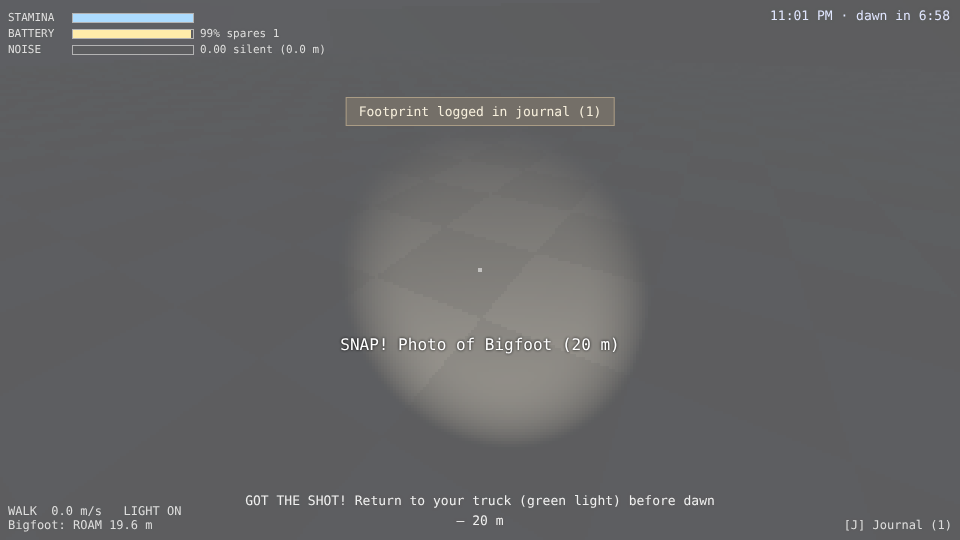 STAMINA
BATTERY 99% spares 1
NOISE 0.00 silent (0.0 m)
11:01 PM · dawn in 6:58
Footprint logged in journal (1)
SNAP! Photo of Bigfoot (20 m)
GOT THE SHOT! Return to your truck (green light) before dawn
— 20 m
WALK 0.0 m/s LIGHT ON
Bigfoot: ROAM 19.6 m
[J] Journal (1)